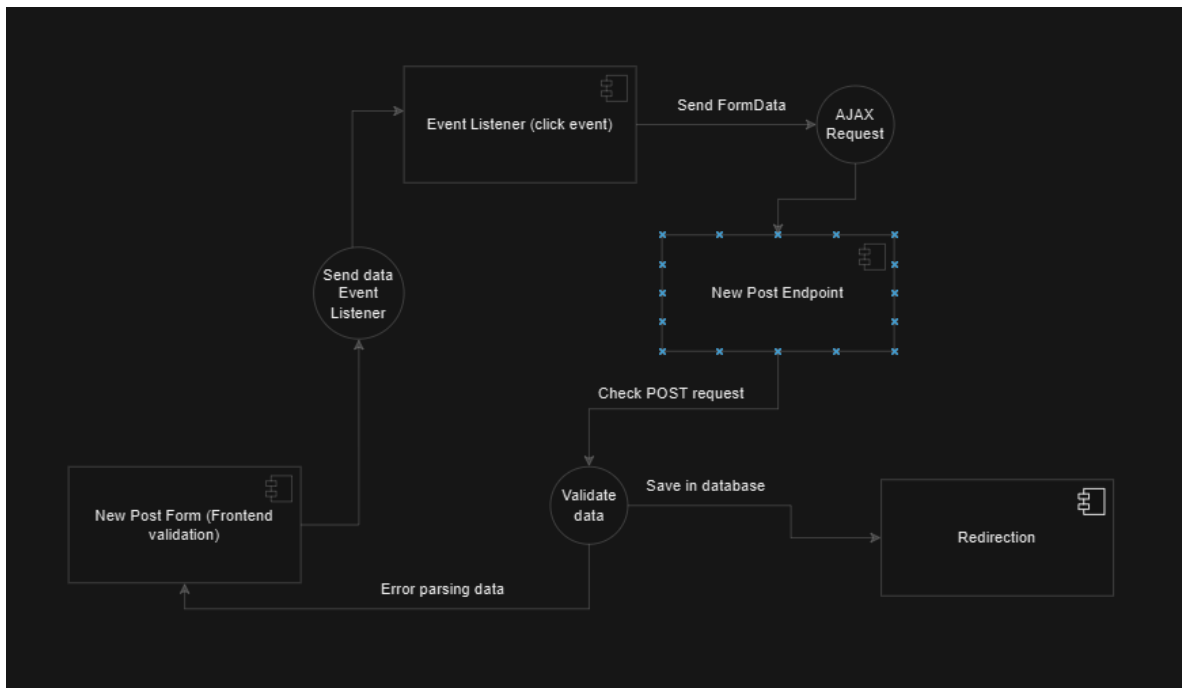 Event Listener (click event)
Send FormData
AJAX
Request
Send data
Event
Listener
New Post Endpoint
Check POST request
New Post Form (Frontend
validation)
Validate
data
Save in database
Redirection
Error parsing data